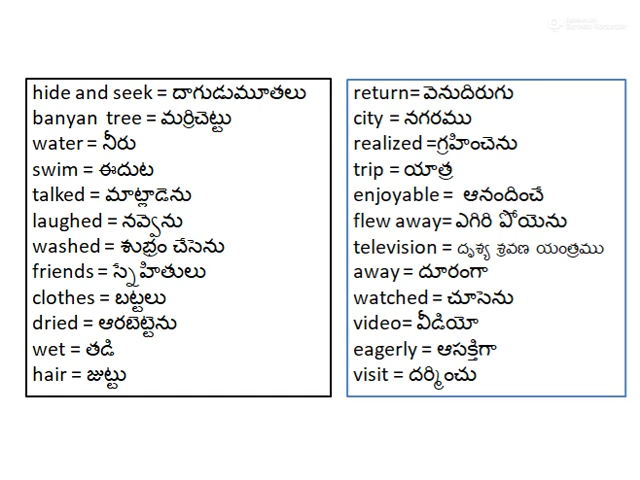 hide and seek = దాగుడుమూతలు
banyan tree = మర్రిచెట్టు
water = నీరు
swim = ఈదుట
talked = మాట్లాడెను
laughed = నవ్వెను
washed = శుభ్రం చేసెను
friends = స్నేహితులు
clothes = బట్టలు
dried = ఆరబెట్టెను
wet = తడి
hair = జుట్టు
return= వెనుదిరుగు
city = నగరము
realized =గ్రహించెను
trip = యాత్ర
enjoyable = ఆనందించే
flew away= ఎగిరి పోయెను
television = దృశ్య శ్రవణ యంత్రము
away = దూరంగా
watched = చూసెను
video= వీడియో
eagerly = ఆసక్తిగా
visit = దర్శించు